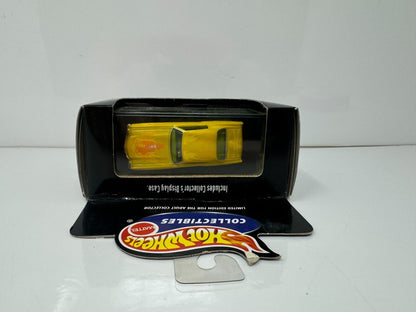 Includes Collector's Display Case.
LIMITED EDITION FOR THE ADULT COLLECTOR
COLLECTIBLES
HOT WHEELS
MATTEL